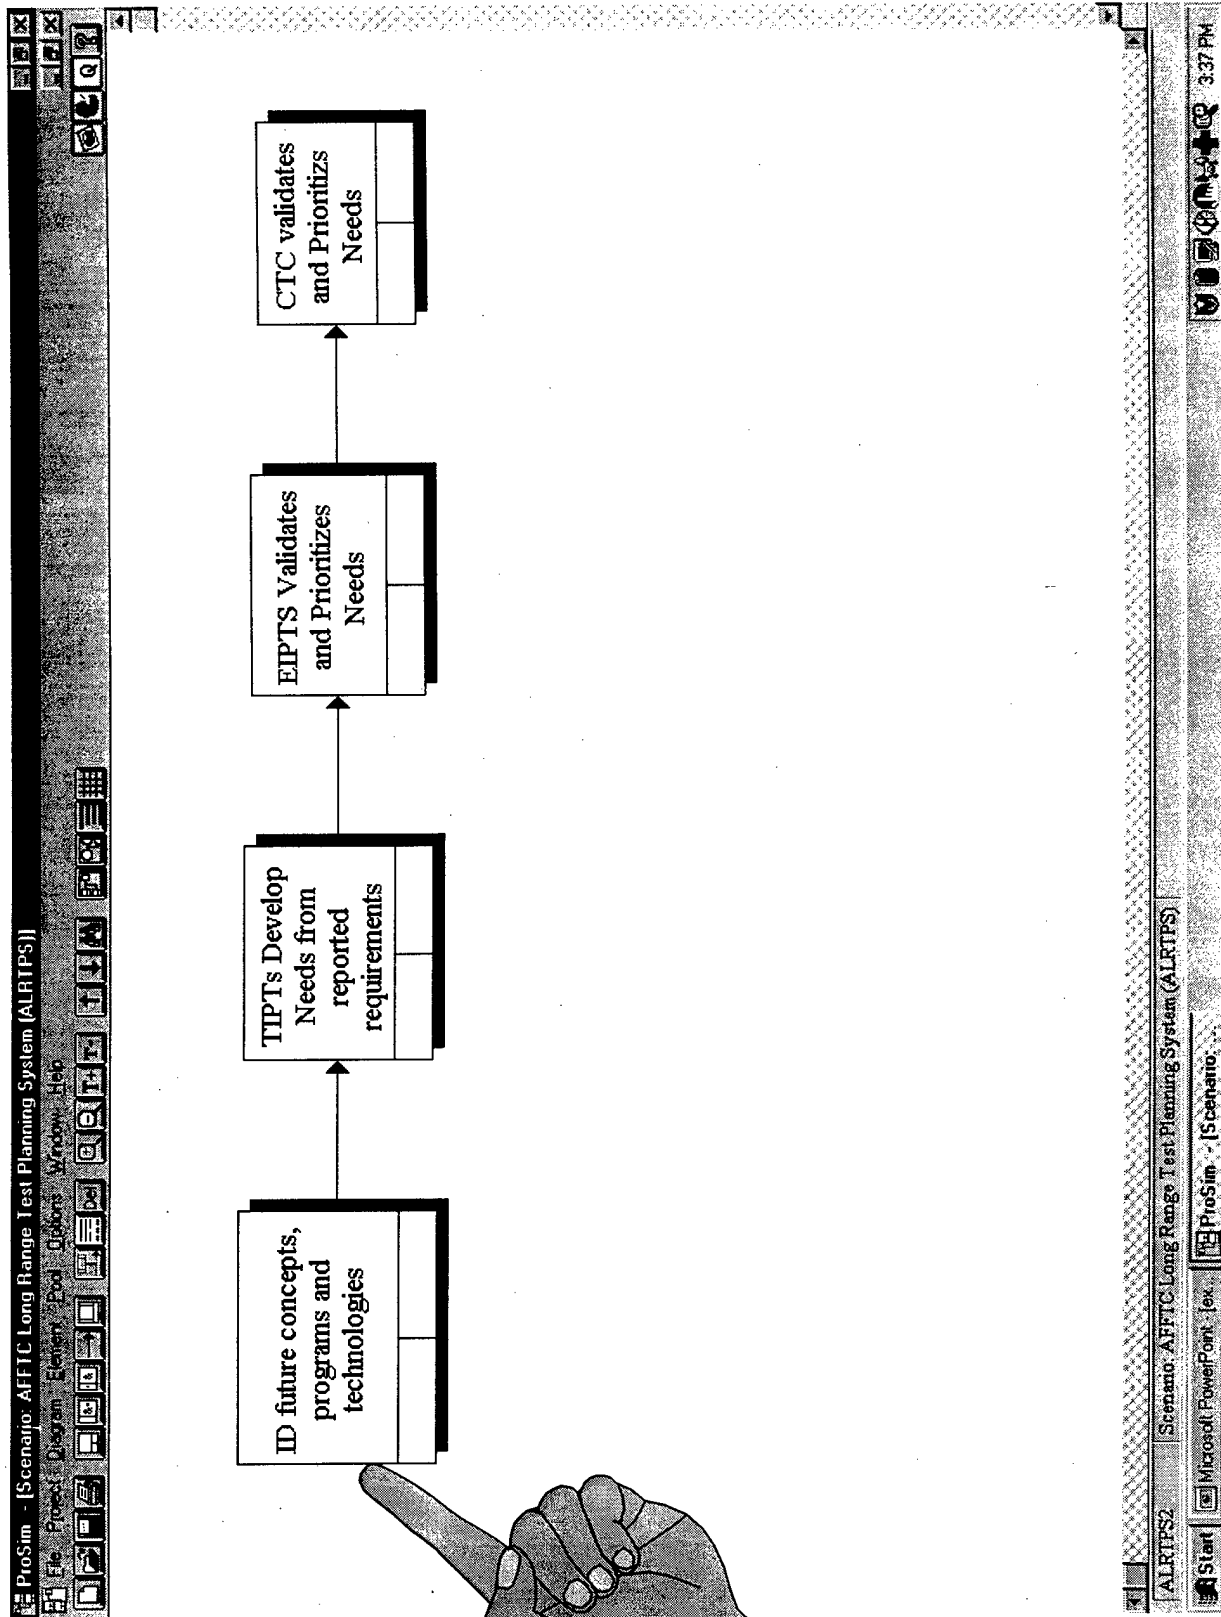 ProSim - [Scenario: AFFTC Long Range Test Planning System (ALRTPS)]
File Project Diagram Element Pool Options Window Help
Del T+ T-
Q ?
ID future concepts,
programs and
technologies
TIPTs Develop
Needs from
reported
requirements
EIPTS Validates
and Prioritizes
Needs
CTC validates
and Prioritizs
Needs
ALRTPS2 Scenario: AFFTC Long Range Test Planning System (ALRTPS)
Start Microsoft PowerPoint - [ex... ProSim - [Scenario: ... 3:37 PM